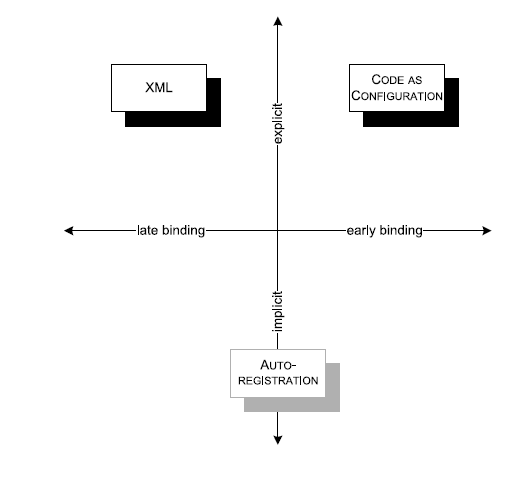 XML
CODE AS
CONFIGURATION
explicit
late binding
early binding
implicit
AUTO-
REGISTRATION